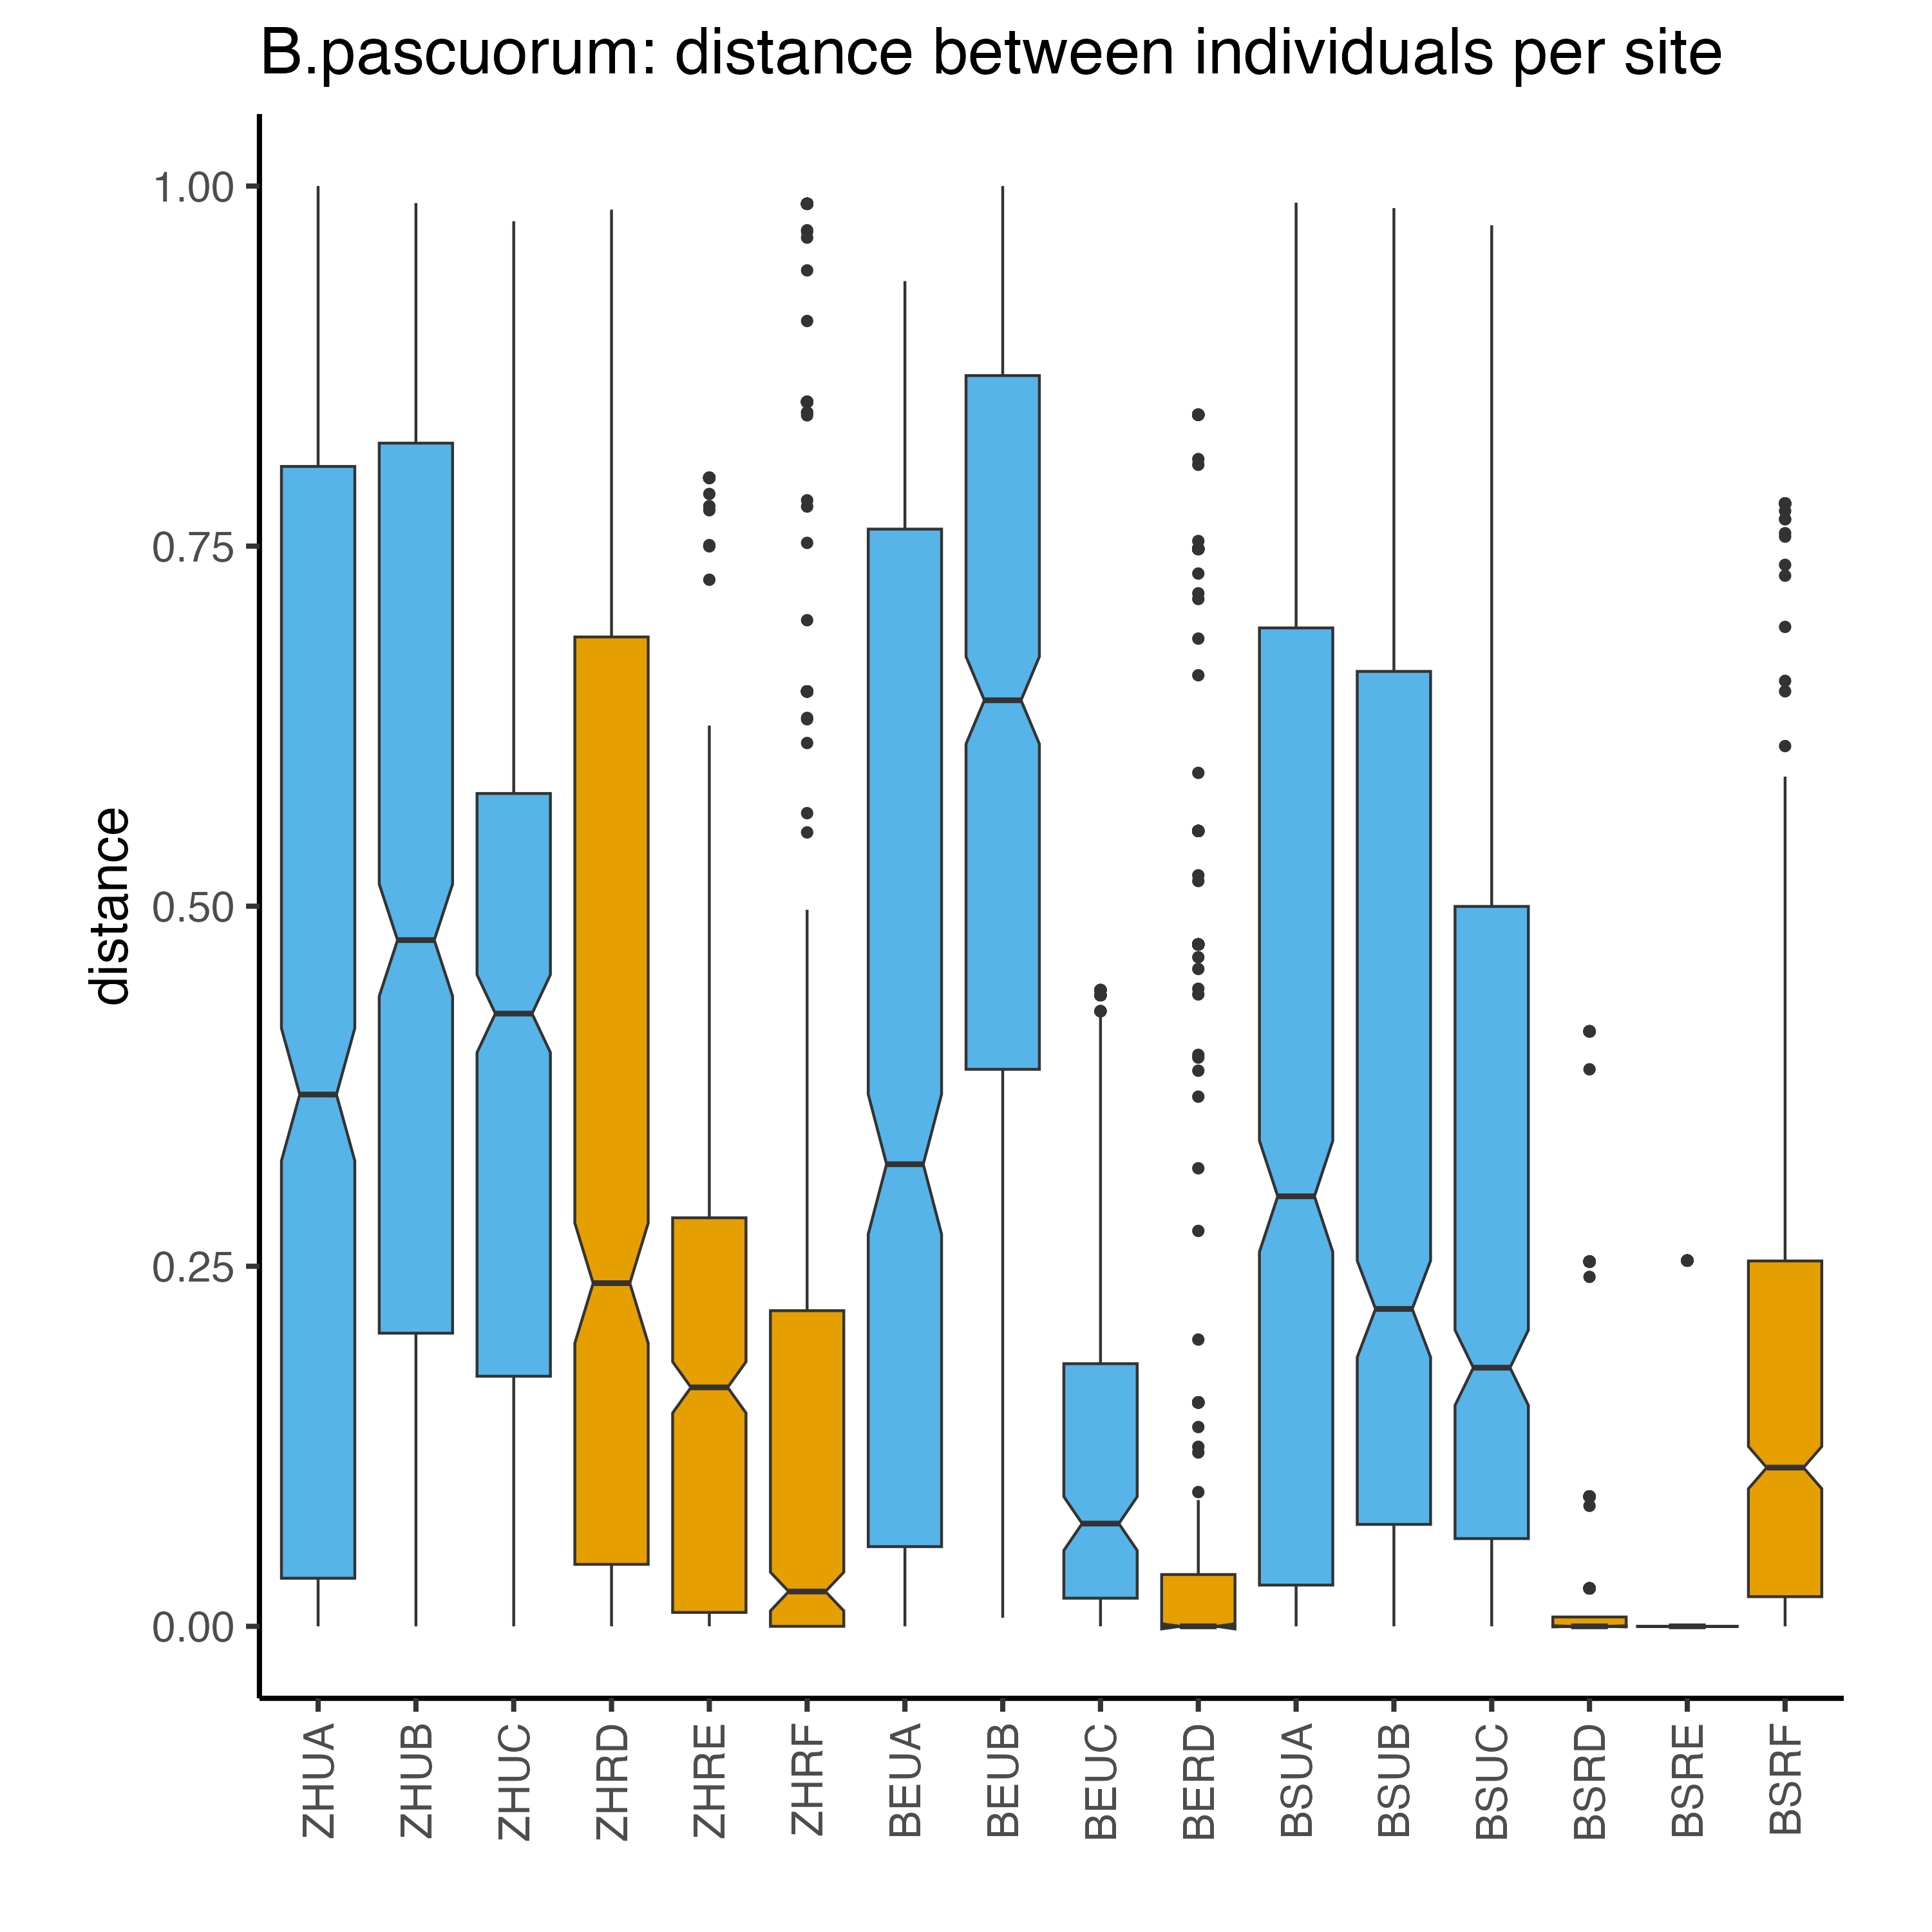 B.pascuorum: distance between individuals per site
distance
1.00
0.75
0.50
0.25
0.00
ZHUA
ZHUB
ZHUC
ZHRD
ZHRE
ZHRF
BEUA
BEUB
BEUC
BERD
BSUA
BSUB
BSUC
BSRD
BSRE
BSRF